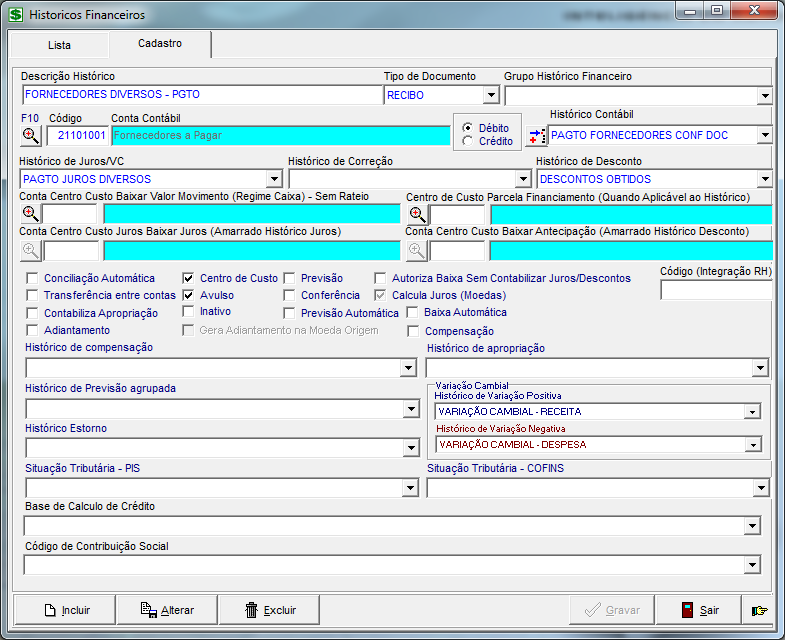 Historicos Financeiros
Lista
Cadastro
Descrição Histórico
Tipo de Documento
Grupo Histórico Financeiro
FORNECEDORES DIVERSOS - PGTO
RECIBO
F10
Código
Conta Contábil
Histórico Contábil
21101001
Fornecedores a Pagar
Débito
Crédito
PAGTO FORNECEDORES CONF DOC
Histórico de Juros/VC
Histórico de Correção
Histórico de Desconto
PAGTO JUROS DIVERSOS
DESCONTOS OBTIDOS
Conta Centro Custo Baixar Valor Movimento (Regime Caixa) - Sem Rateio
Centro de Custo Parcela Financiamento (Quando Aplicável ao Histórico)
Conta Centro Custo Juros Baixar Juros (Amarrado Histórico Juros)
Conta Centro Custo Baixar Antecipação (Amarrado Histórico Desconto)
Conciliação Automática
Centro de Custo
Previsão
Autoriza Baixa Sem Contabilizar Juros/Descontos
Código (Integração RH)
Transferência entre contas
Avulso
Conferência
Calcula Juros (Moedas)
Contabiliza Apropriação
Inativo
Previsão Automática
Baixa Automática
Adiantamento
Gera Adiantamento na Moeda Origem
Compensação
Histórico de compensação
Histórico de apropriação
Histórico de Previsão agrupada
Variação Cambial
Histórico de Variação Positiva
VARIAÇÃO CAMBIAL - RECEITA
Histórico Estorno
Histórico de Variação Negativa
VARIAÇÃO CAMBIAL - DESPESA
Situação Tributária - PIS
Situação Tributária - COFINS
Base de Calculo de Crédito
Código de Contribuição Social
Incluir
Alterar
Excluir
Gravar
Sair